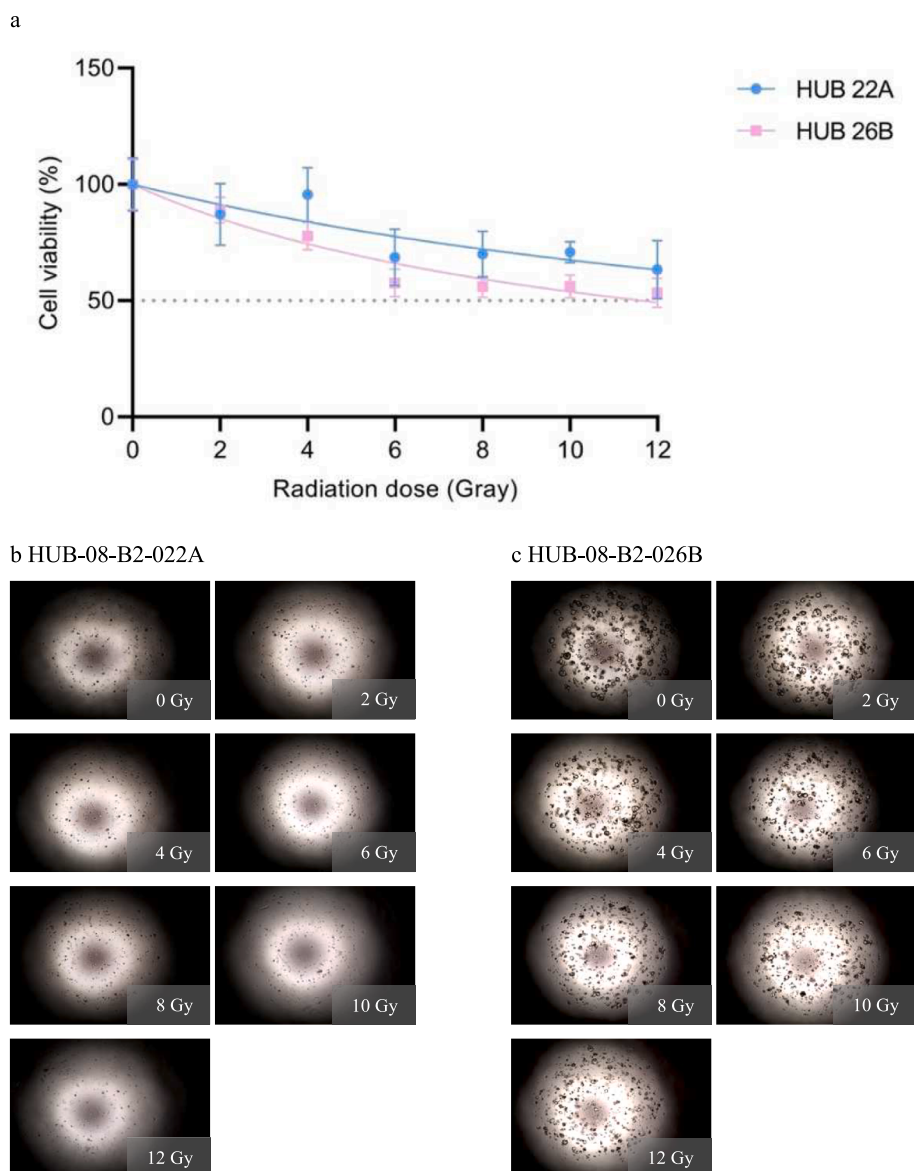 a
150
100
50
0
Cell viability (%)
0 2 4 6 8 10 12
Radiation dose (Gray)
HUB 22A
HUB 26B
b HUB-08-B2-022A
0 Gy 2 Gy
4 Gy 6 Gy
8 Gy 10 Gy
12 Gy
c HUB-08-B2-026B
0 Gy 2 Gy
4 Gy 6 Gy
8 Gy 10 Gy
12 Gy